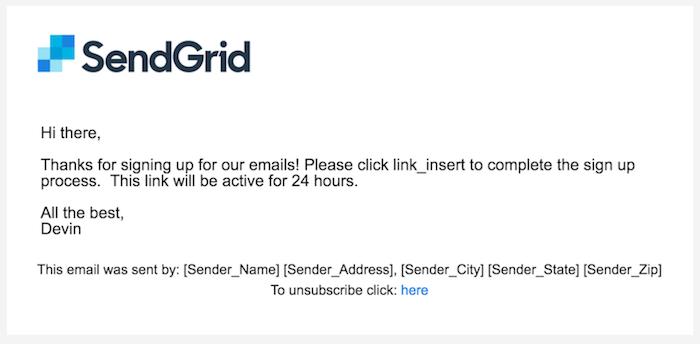 SendGrid
Hi there,
Thanks for signing up for our emails! Please click link_insert to complete the sign up
process.  This link will be active for 24 hours.
All the best,
Devin
This email was sent by: [Sender_Name] [Sender_Address], [Sender_City] [Sender_State] [Sender_Zip]
To unsubscribe click: here